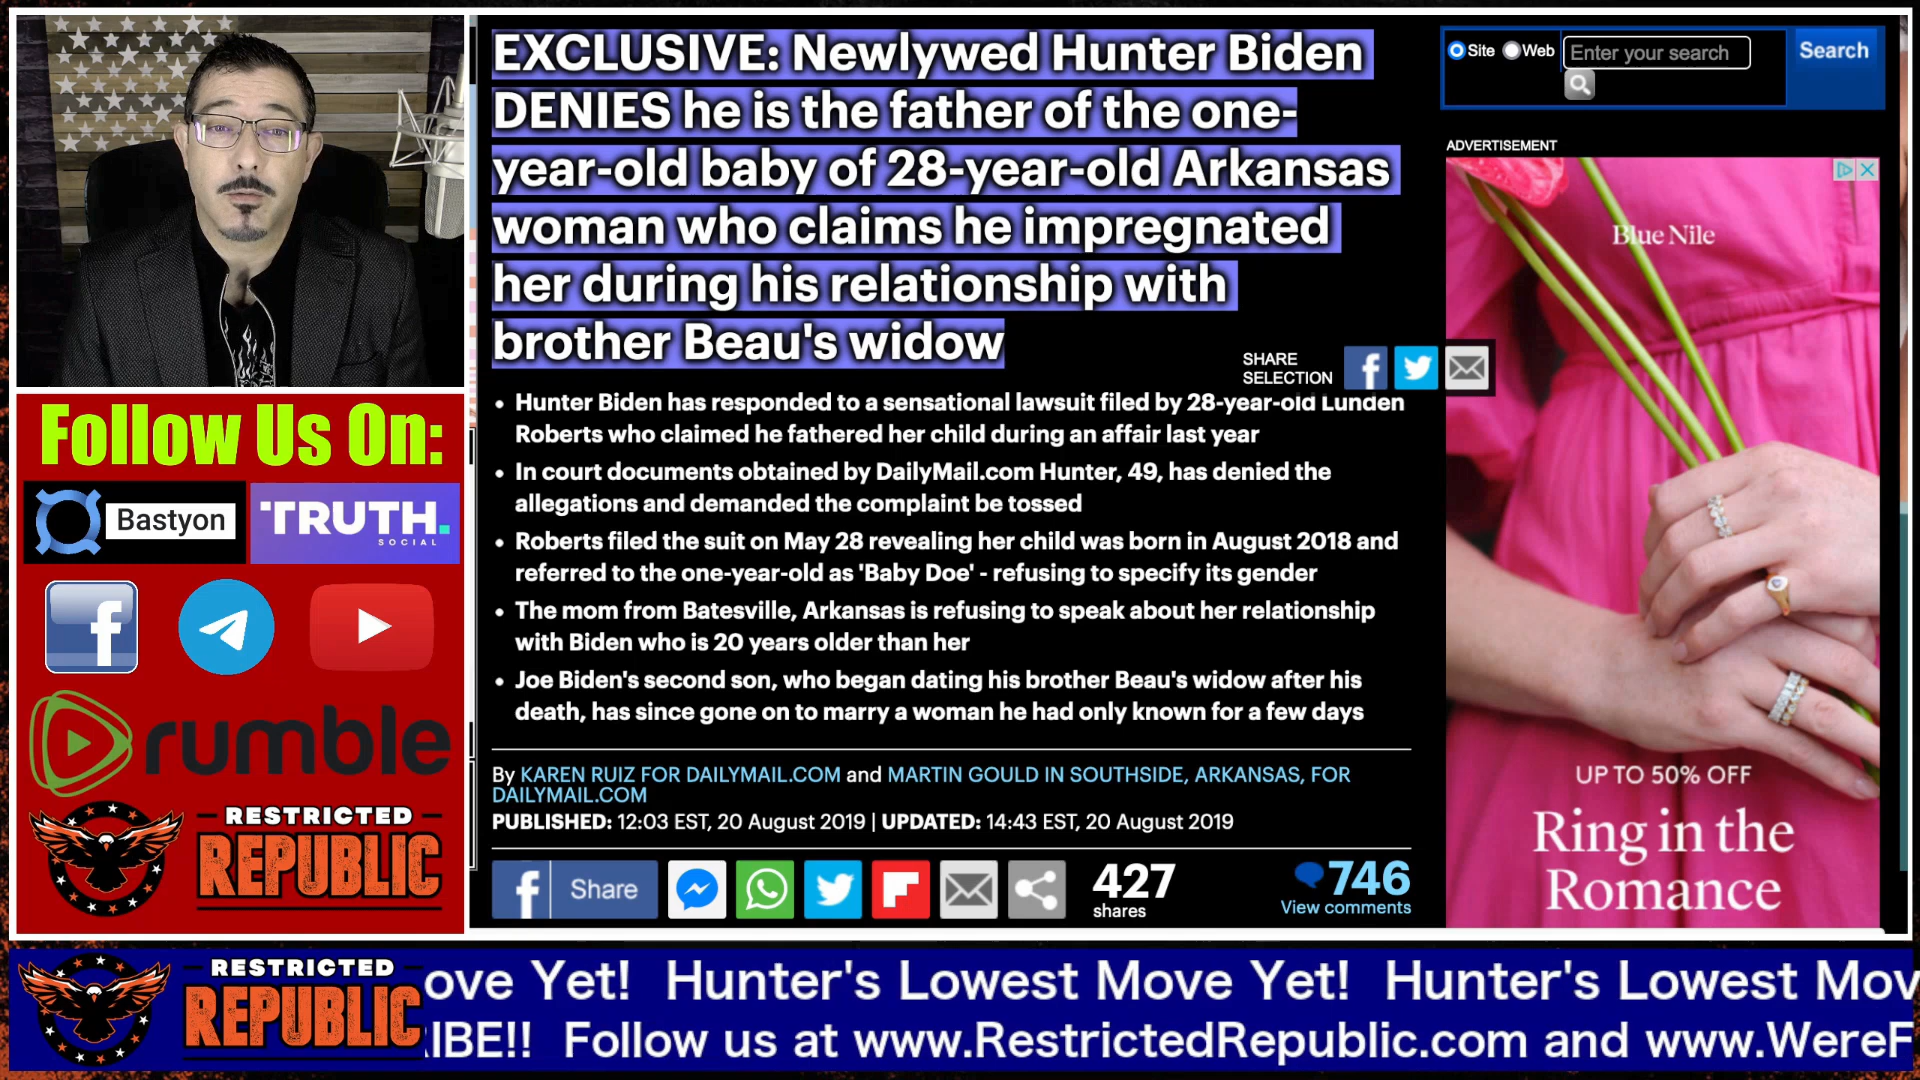 EXCLUSIVE: Newlywed Hunter Biden
DENIES he is the father of the one-
year-old baby of 28-year-old Arkansas
woman who claims he impregnated
her during his relationship with
brother Beau's widow
SHARE
SELECTION
• Hunter Biden has responded to a sensational lawsuit filed by 28-year-old Lunden
Roberts who claimed he fathered her child during an affair last year
• In court documents obtained by DailyMail.com Hunter, 49, has denied the
allegations and demanded the complaint be tossed
• Roberts filed the suit on May 28 revealing her child was born in August 2018 and
referred to the one-year-old as 'Baby Doe' - refusing to specify its gender
• The mom from Batesville, Arkansas is refusing to speak about her relationship
with Biden who is 20 years older than her
• Joe Biden's second son, who began dating his brother Beau's widow after his
death, has since gone on to marry a woman he had only known for a few days
By KAREN RUIZ FOR DAILYMAIL.COM and MARTIN GOULD IN SOUTHSIDE, ARKANSAS, FOR
DAILYMAIL.COM
PUBLISHED: 12:03 EST, 20 August 2019 | UPDATED: 14:43 EST, 20 August 2019
Share
427
shares
746
View comments
Site Web Enter your search Search
ADVERTISEMENT
Blue Nile
UP TO 50% OFF
Ring in the
Romance
Follow Us On:
Bastyon
TRUTH.
SOCIAL
rumble
RESTRICTED
REPUBLIC
RESTRICTED
REPUBLIC
ove Yet! Hunter's Lowest Move Yet! Hunter's Lowest Mov
IBE!! Follow us at www.RestrictedRepublic.com and www.WereF